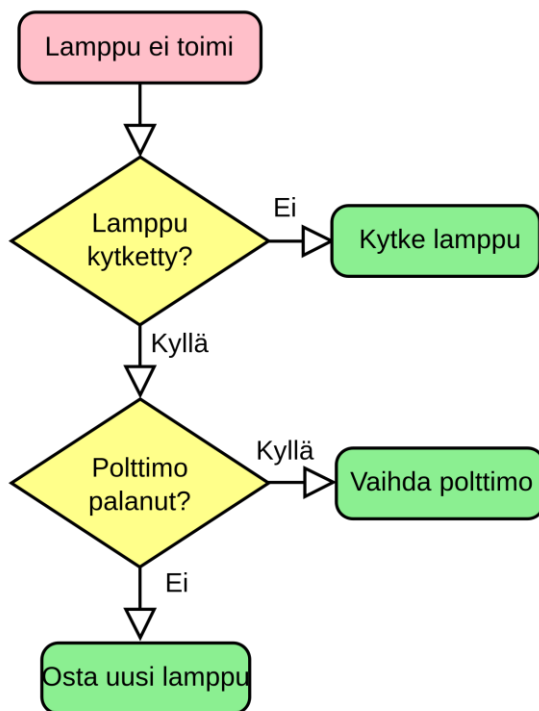 Lamppu ei toimi
Lamppu
kytketty?
Ei
Kytke lamppu
Kyllä
Polttimo
palanut?
Kyllä
Vaihda polttimo
Ei
Osta uusi lamppu